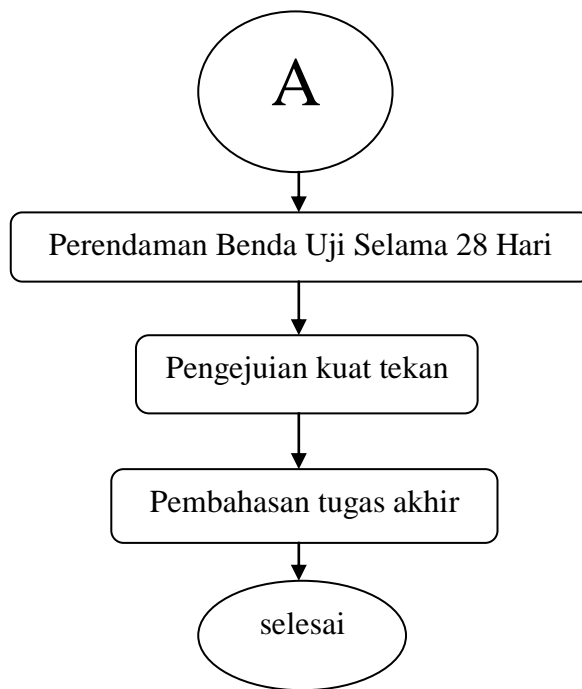 A
Perendaman Benda Uji Selama 28 Hari
Pengejuian kuat tekan
Pembahasan tugas akhir
selesai